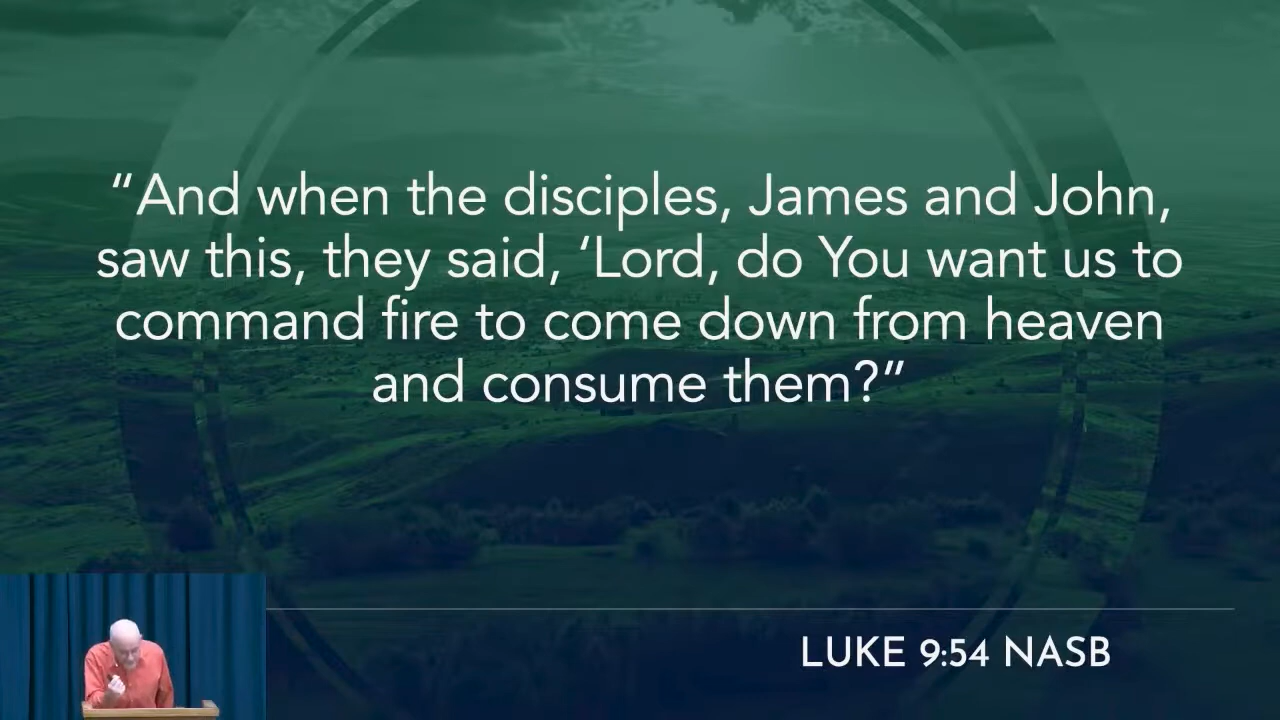 “And when the disciples, James and John,
saw this, they said, ‘Lord, do You want us to
command fire to come down from heaven
and consume them?”
LUKE 9:54 NASB